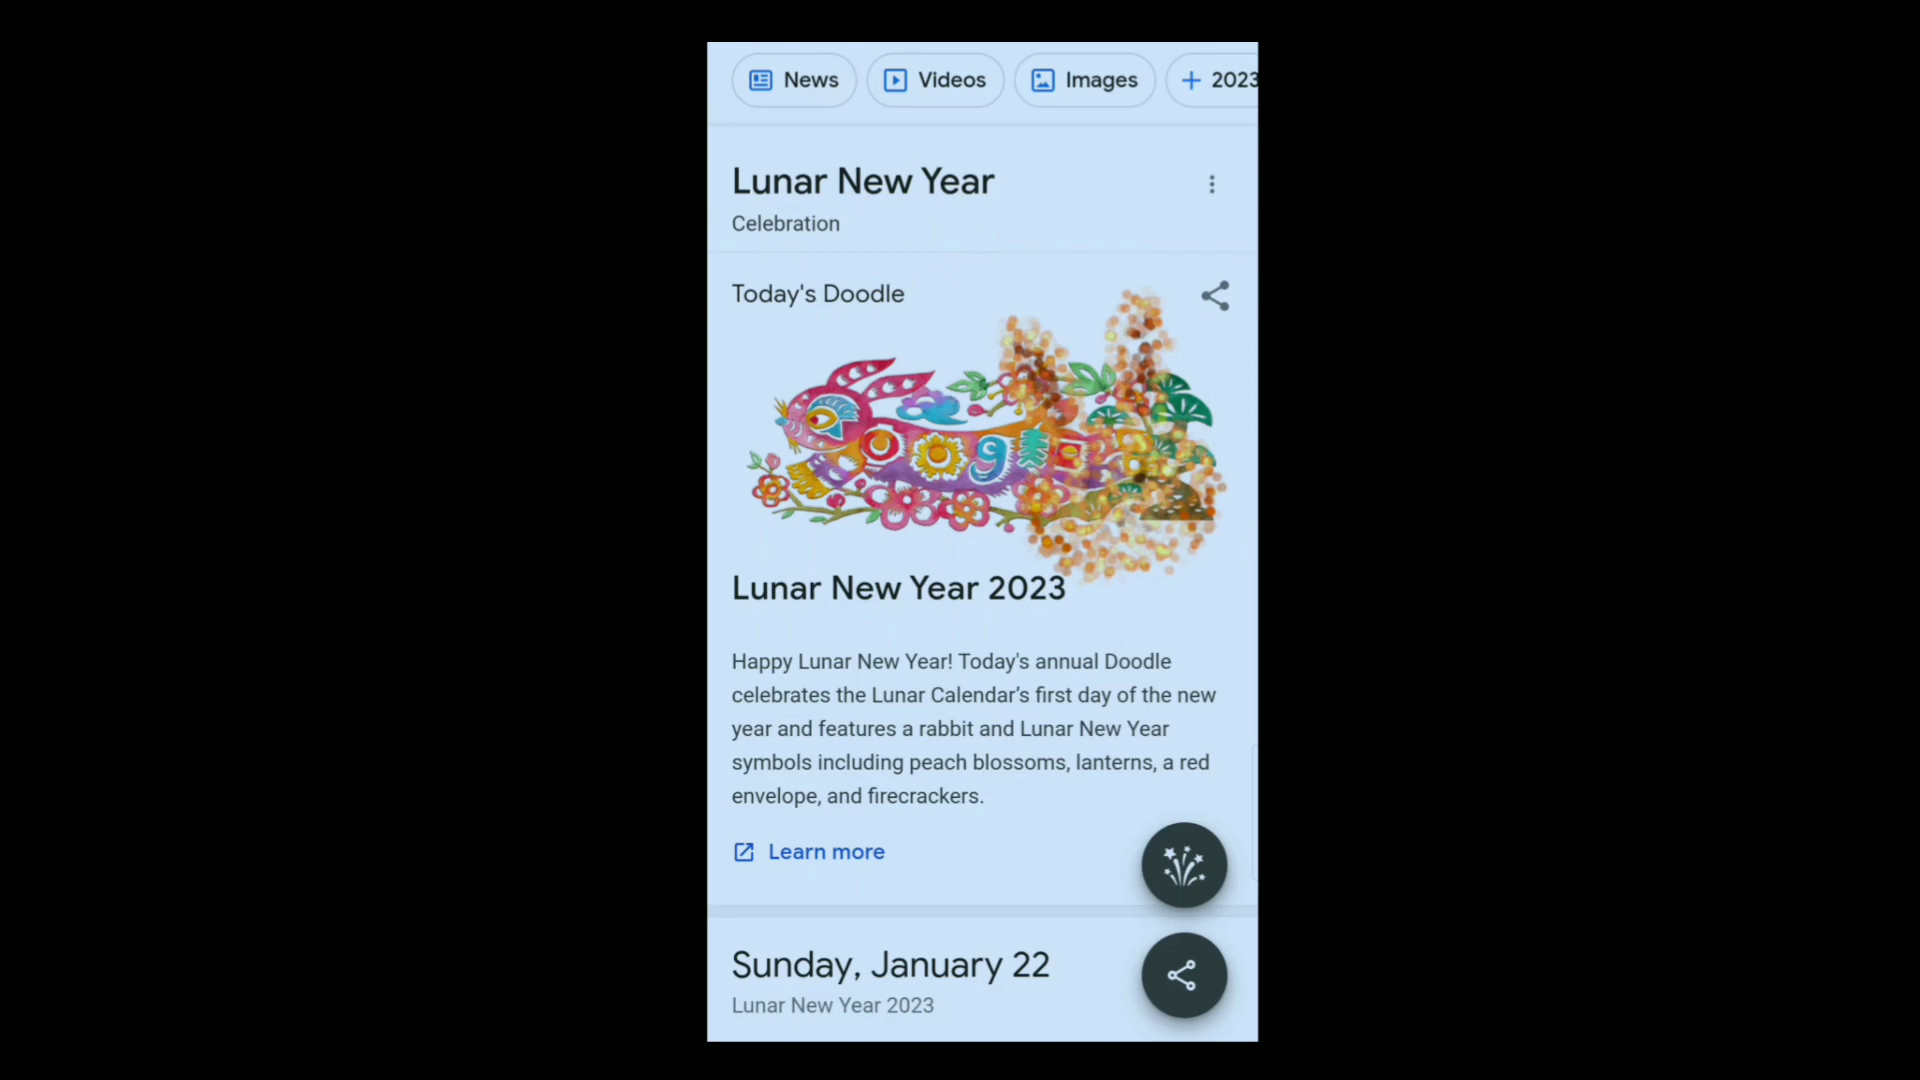 News Videos Images + 2023
Lunar New Year
Celebration
Today's Doodle
Lunar New Year 2023
Happy Lunar New Year! Today's annual Doodle
celebrates the Lunar Calendar’s first day of the new
year and features a rabbit and Lunar New Year
symbols including peach blossoms, lanterns, a red
envelope, and firecrackers.
Learn more
Sunday, January 22
Lunar New Year 2023